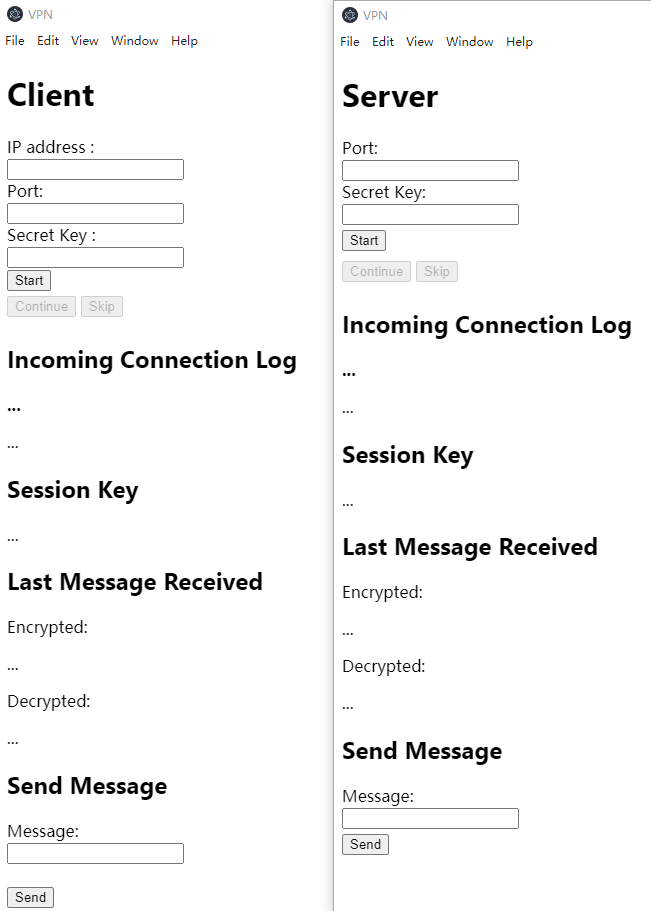 VPN
File Edit View Window Help
Client
IP address :
Port:
Secret Key :
Start
Continue Skip
Incoming Connection Log
...
...
Session Key
...
Last Message Received
Encrypted:
...
Decrypted:
...
Send Message
Message:
Send
VPN
File Edit View Window Help
Server
Port:
Secret Key:
Start
Continue Skip
Incoming Connection Log
...
...
Session Key
...
Last Message Received
Encrypted:
...
Decrypted:
...
Send Message
Message:
Send